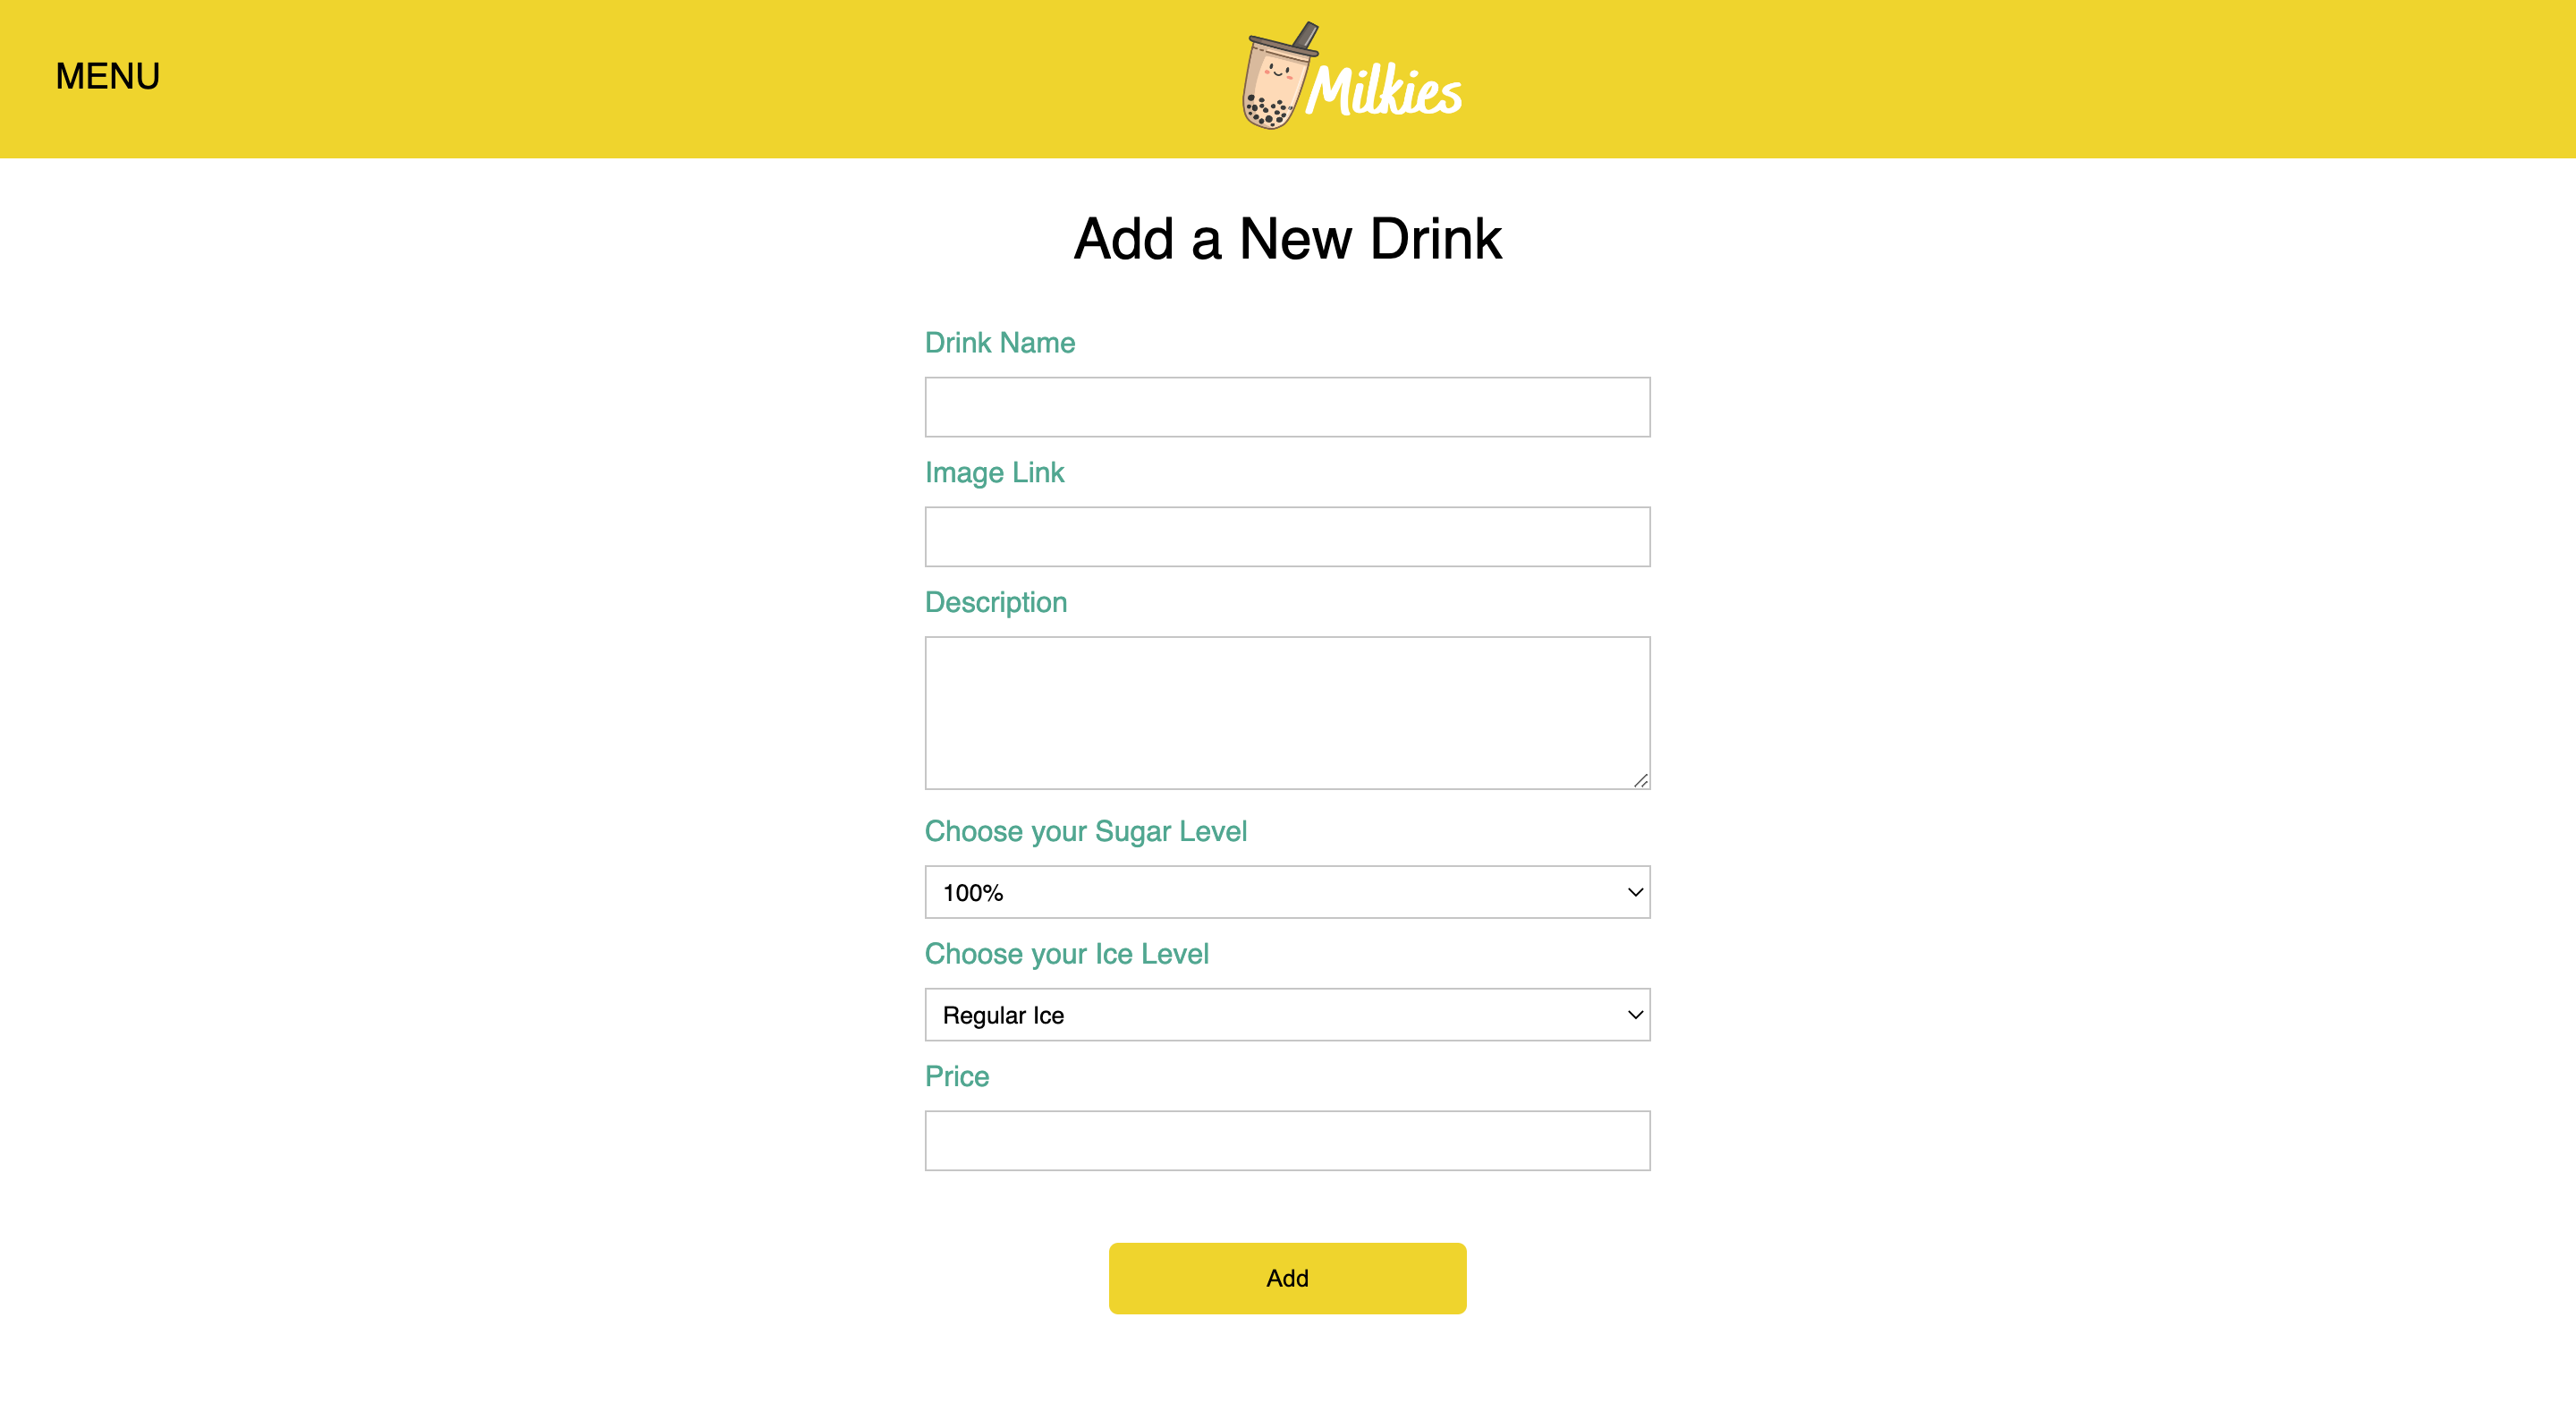 MENU
Milkies
Add a New Drink
Drink Name
Image Link
Description
Choose your Sugar Level
100%
Choose your Ice Level
Regular Ice
Price
Add